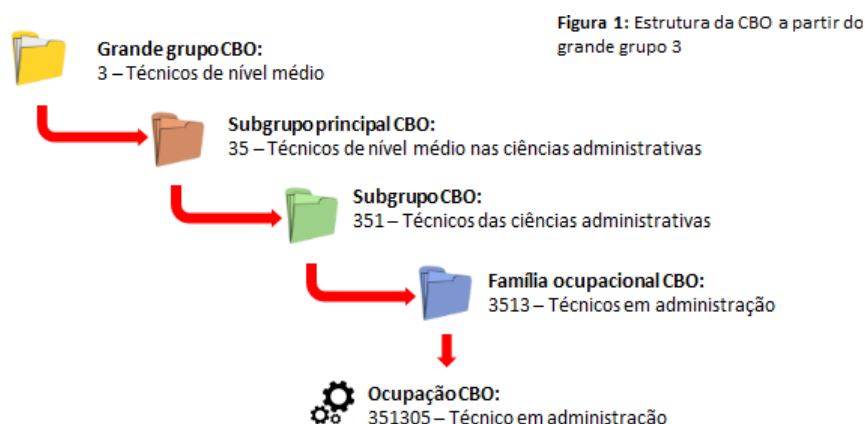 Figura 1: Estrutura da CBO a partir do
grande grupo 3
Grande grupo CBO:
3 – Técnicos de nível médio
Subgrupo principal CBO:
35 – Técnicos de nível médio nas ciências administrativas
Subgrupo CBO:
351 – Técnicos das ciências administrativas
Família ocupacional CBO:
3513 – Técnicos em administração
Ocupação CBO:
351305 – Técnico em administração